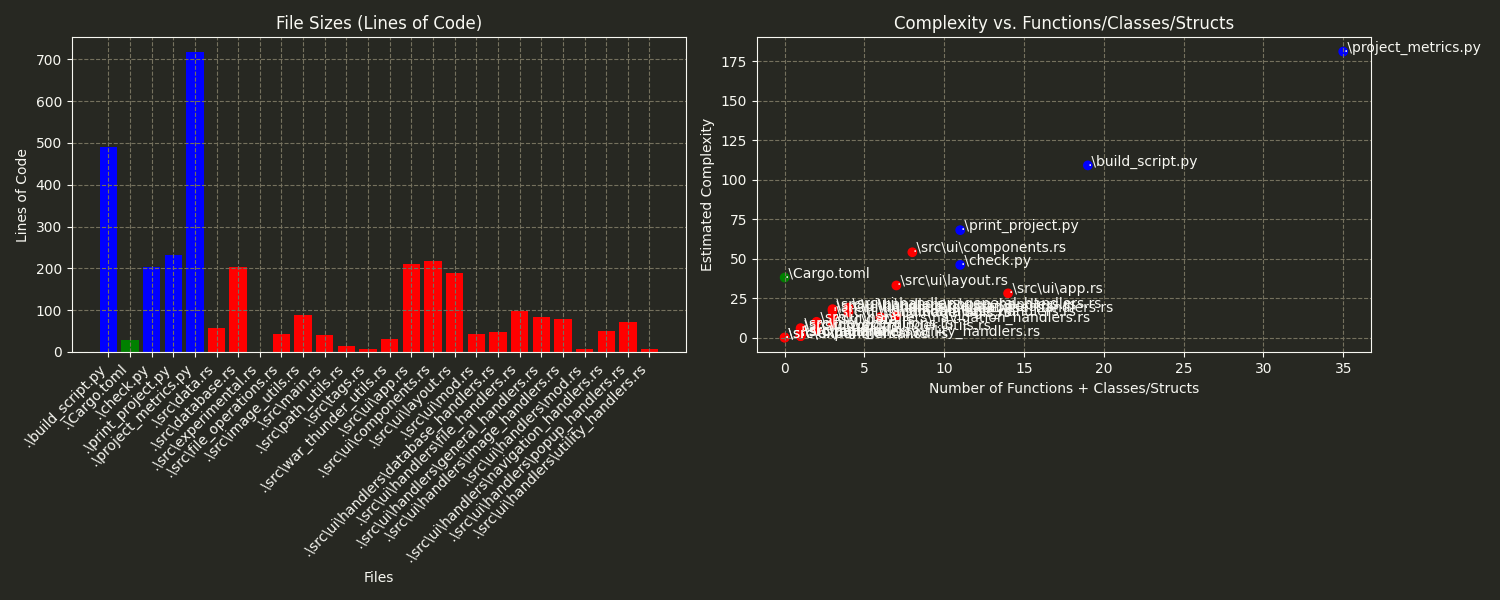 File Sizes (Lines of Code)
Lines of Code
700
600
500
400
300
200
100
0
.\build_script.py
.\Cargo.toml
.\check.py
.\print_project.py
.\project_metrics.py
.\src\data.rs
.\src\database.rs
.\src\experimental.rs
.\src\file_operations.rs
.\src\image_utils.rs
.\src\main.rs
.\src\path_utils.rs
.\src\tags.rs
.\src\war_thunder_utils.rs
.\src\ui\app.rs
.\src\ui\components.rs
.\src\ui\layout.rs
.\src\ui\mod.rs
.\src\ui\handlers\database_handlers.rs
.\src\ui\handlers\file_handlers.rs
.\src\ui\handlers\general_handlers.rs
.\src\ui\handlers\image_handlers.rs
.\src\ui\handlers\mod.rs
.\src\ui\handlers\navigation_handlers.rs
.\src\ui\handlers\popup_handlers.rs
.\src\ui\handlers\utility_handlers.rs
Files
Complexity vs. Functions/Classes/Structs
Estimated Complexity
175
150
125
100
75
50
25
0
.\project_metrics.py
.\build_script.py
.\print_project.py
.\src\ui\components.rs
.\check.py
.\Cargo.toml
.\src\ui\layout.rs
.\src\ui\app.rs
0 5 10 15 20 25 30 35
Number of Functions + Classes/Structs